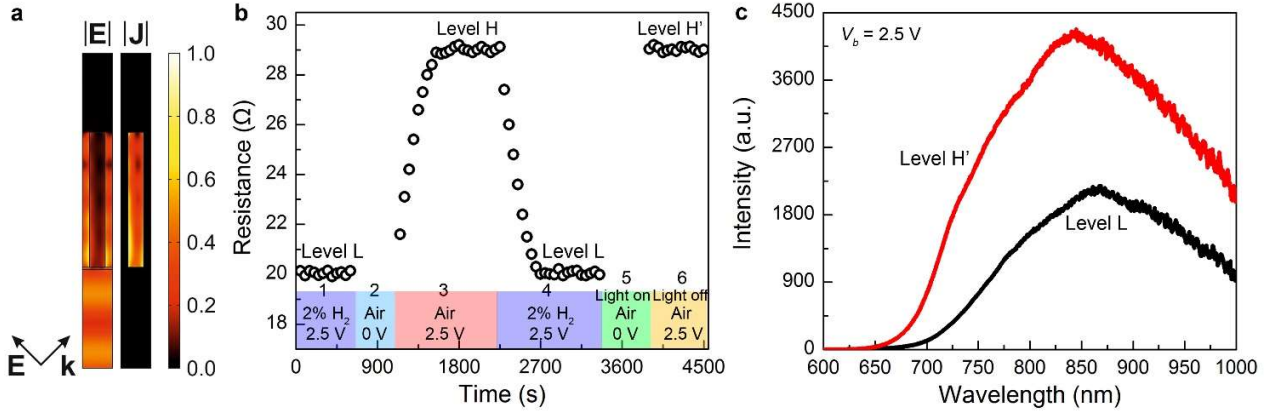 a
|E| |J|
1.0
0.8
0.6
0.4
0.2
0.0
E k
b
Resistance (Ω)
30
28
26
24
22
20
18
Level H
Level H'
Level L
Level L
1 2 3 4 5 6
2% H₂
2.5 V
Air
0 V
Air
2.5 V
2% H₂
2.5 V
Light on
Air
0 V
Light off
Air
2.5 V
0 900 1800 2700 3600 4500
Time (s)
c
Intensity (a.u.)
4500
3600
2700
1800
900
0
V_b = 2.5 V
Level H'
Level L
600 650 700 750 800 850 900 950 1000
Wavelength (nm)